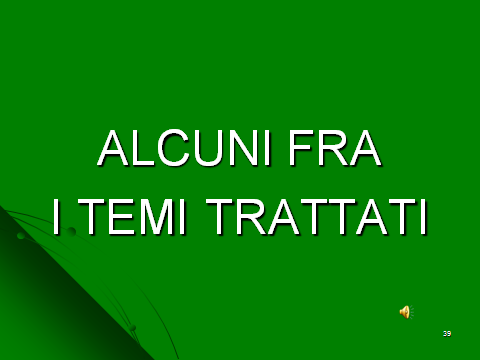 ALCUNI FRA
I TEMI TRATTATI
39